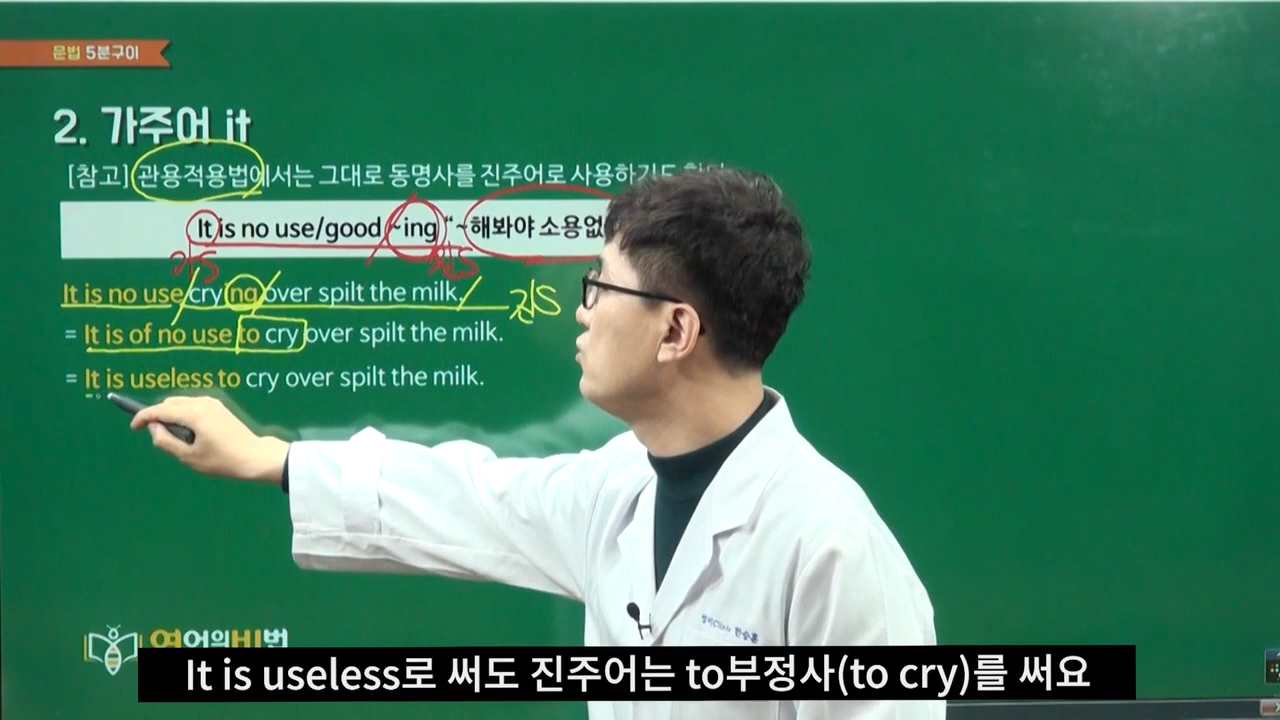 문법 5분구이
2. 가주어 it
[참고] 관용적용법에서는 그대로 동명사를 진주어로 사용하기도
It is no use/good ~ing “~해봐야 소용없
가S 진S
It is no use crying over spilt the milk. 진S
= It is of no use to cry over spilt the milk.
= It is useless to cry over spilt the milk.
영어의비법
It is useless로 써도 진주어는 to부정사(to cry)를 써요